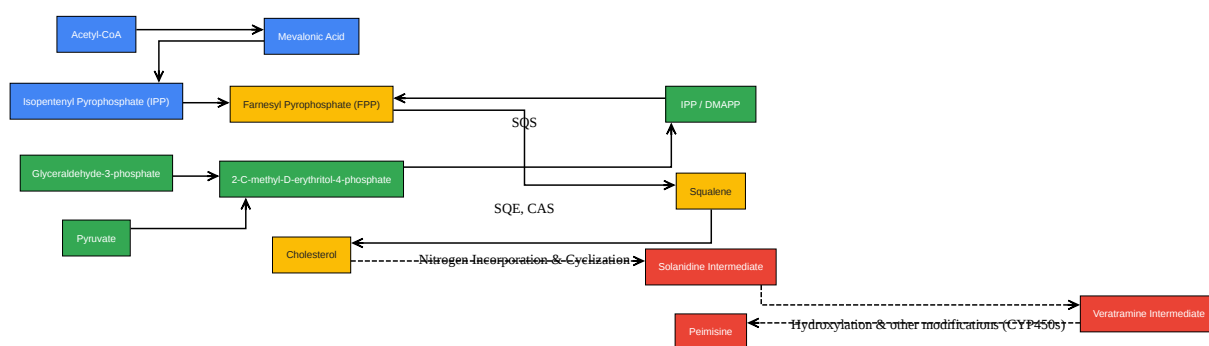 Acetyl-CoA
Mevalonic Acid
Isopentenyl Pyrophosphate (IPP)
Farnesyl Pyrophosphate (FPP)
IPP / DMAPP
SQS
Glyceraldehyde-3-phosphate
2-C-methyl-D-erythritol-4-phosphate
Squalene
SQE, CAS
Pyruvate
Cholesterol
Nitrogen Incorporation & Cyclization
Solanidine Intermediate
Veratramine Intermediate
Hydroxylation & other modifications (CYP450s)
Peimisine